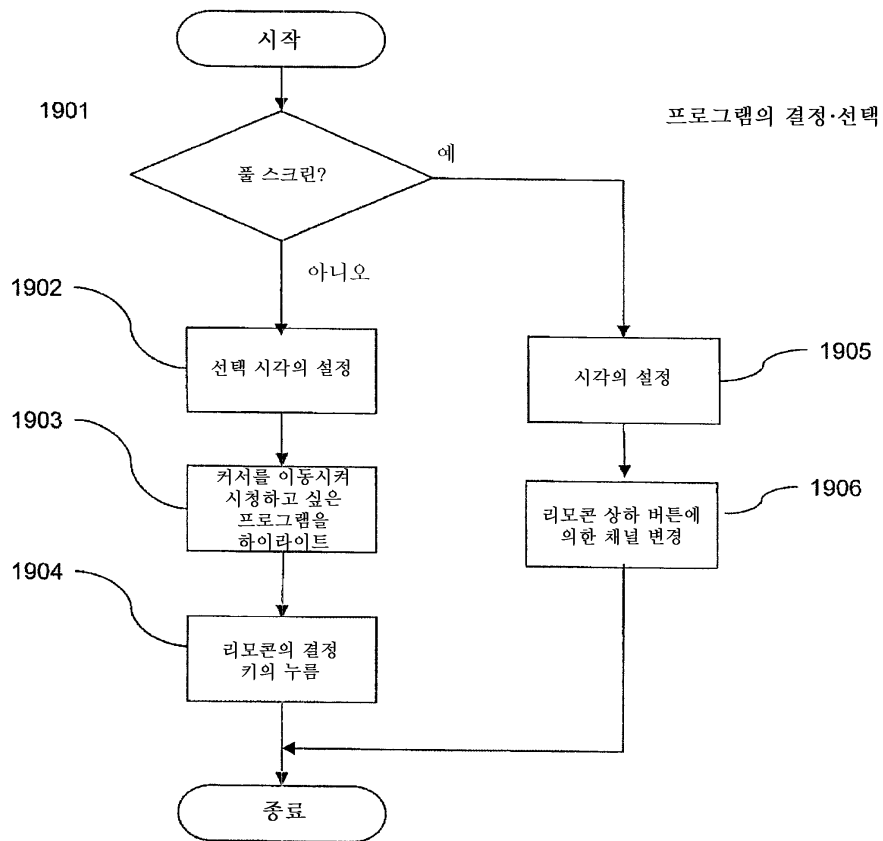 시작
1901
프로그램의 결정·선택
풀 스크린?
예
아니오
1902
선택 시각의 설정
1905
시각의 설정
1903
커서를 이동시켜
시청하고 싶은
프로그램을
하이라이트
1906
리모콘 상하 버튼에
의한 채널 변경
1904
리모콘의 결정
키의 누름
종료